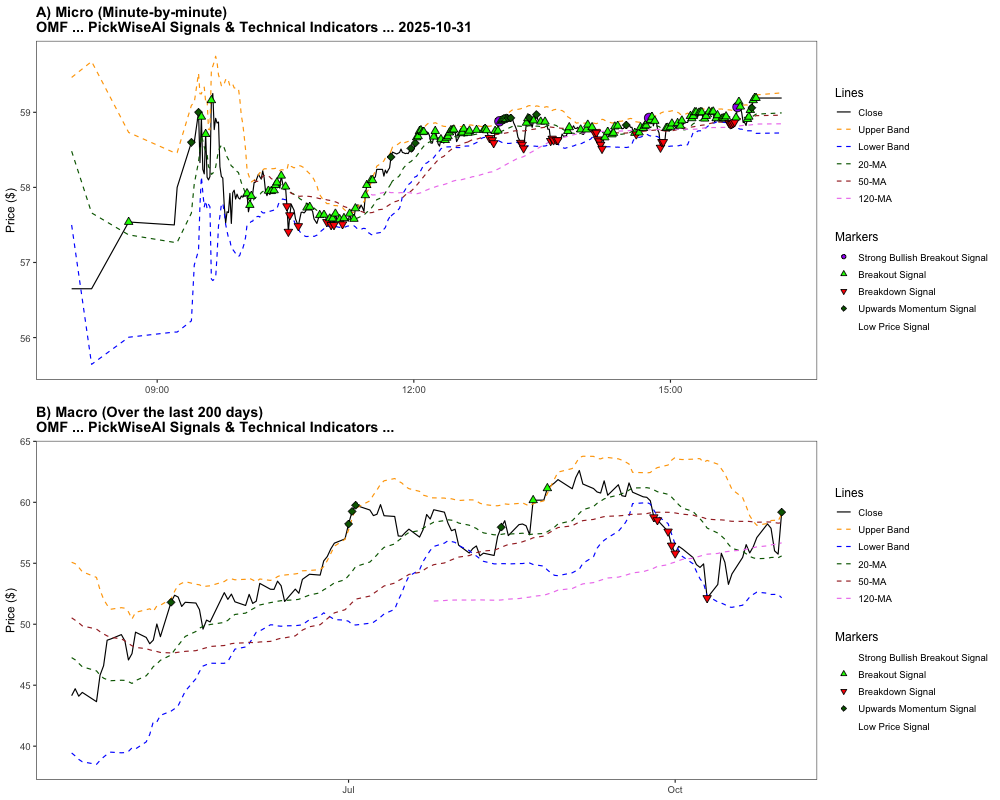 A) Micro (Minute-by-minute)
OMF ... PickWiseAI Signals & Technical Indicators ... 2025-10-31
Price ($)
59
58
57
56
09:00
12:00
15:00
Lines
Close
Upper Band
Lower Band
20-MA
50-MA
120-MA
Markers
Strong Bullish Breakout Signal
Breakout Signal
Breakdown Signal
Upwards Momentum Signal
Low Price Signal
B) Macro (Over the last 200 days)
OMF ... PickWiseAI Signals & Technical Indicators ...
Price ($)
65
60
55
50
45
40
Jul
Oct
Lines
Close
Upper Band
Lower Band
20-MA
50-MA
120-MA
Markers
Strong Bullish Breakout Signal
Breakout Signal
Breakdown Signal
Upwards Momentum Signal
Low Price Signal